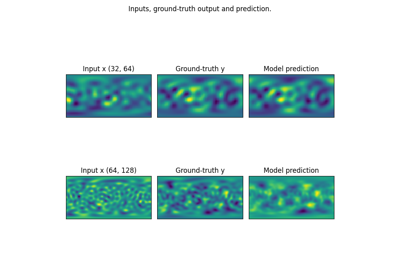 Inputs, ground-truth output and prediction.
Input x (32, 64) Ground-truth y Model prediction
Input x (64, 128) Ground-truth y Model prediction